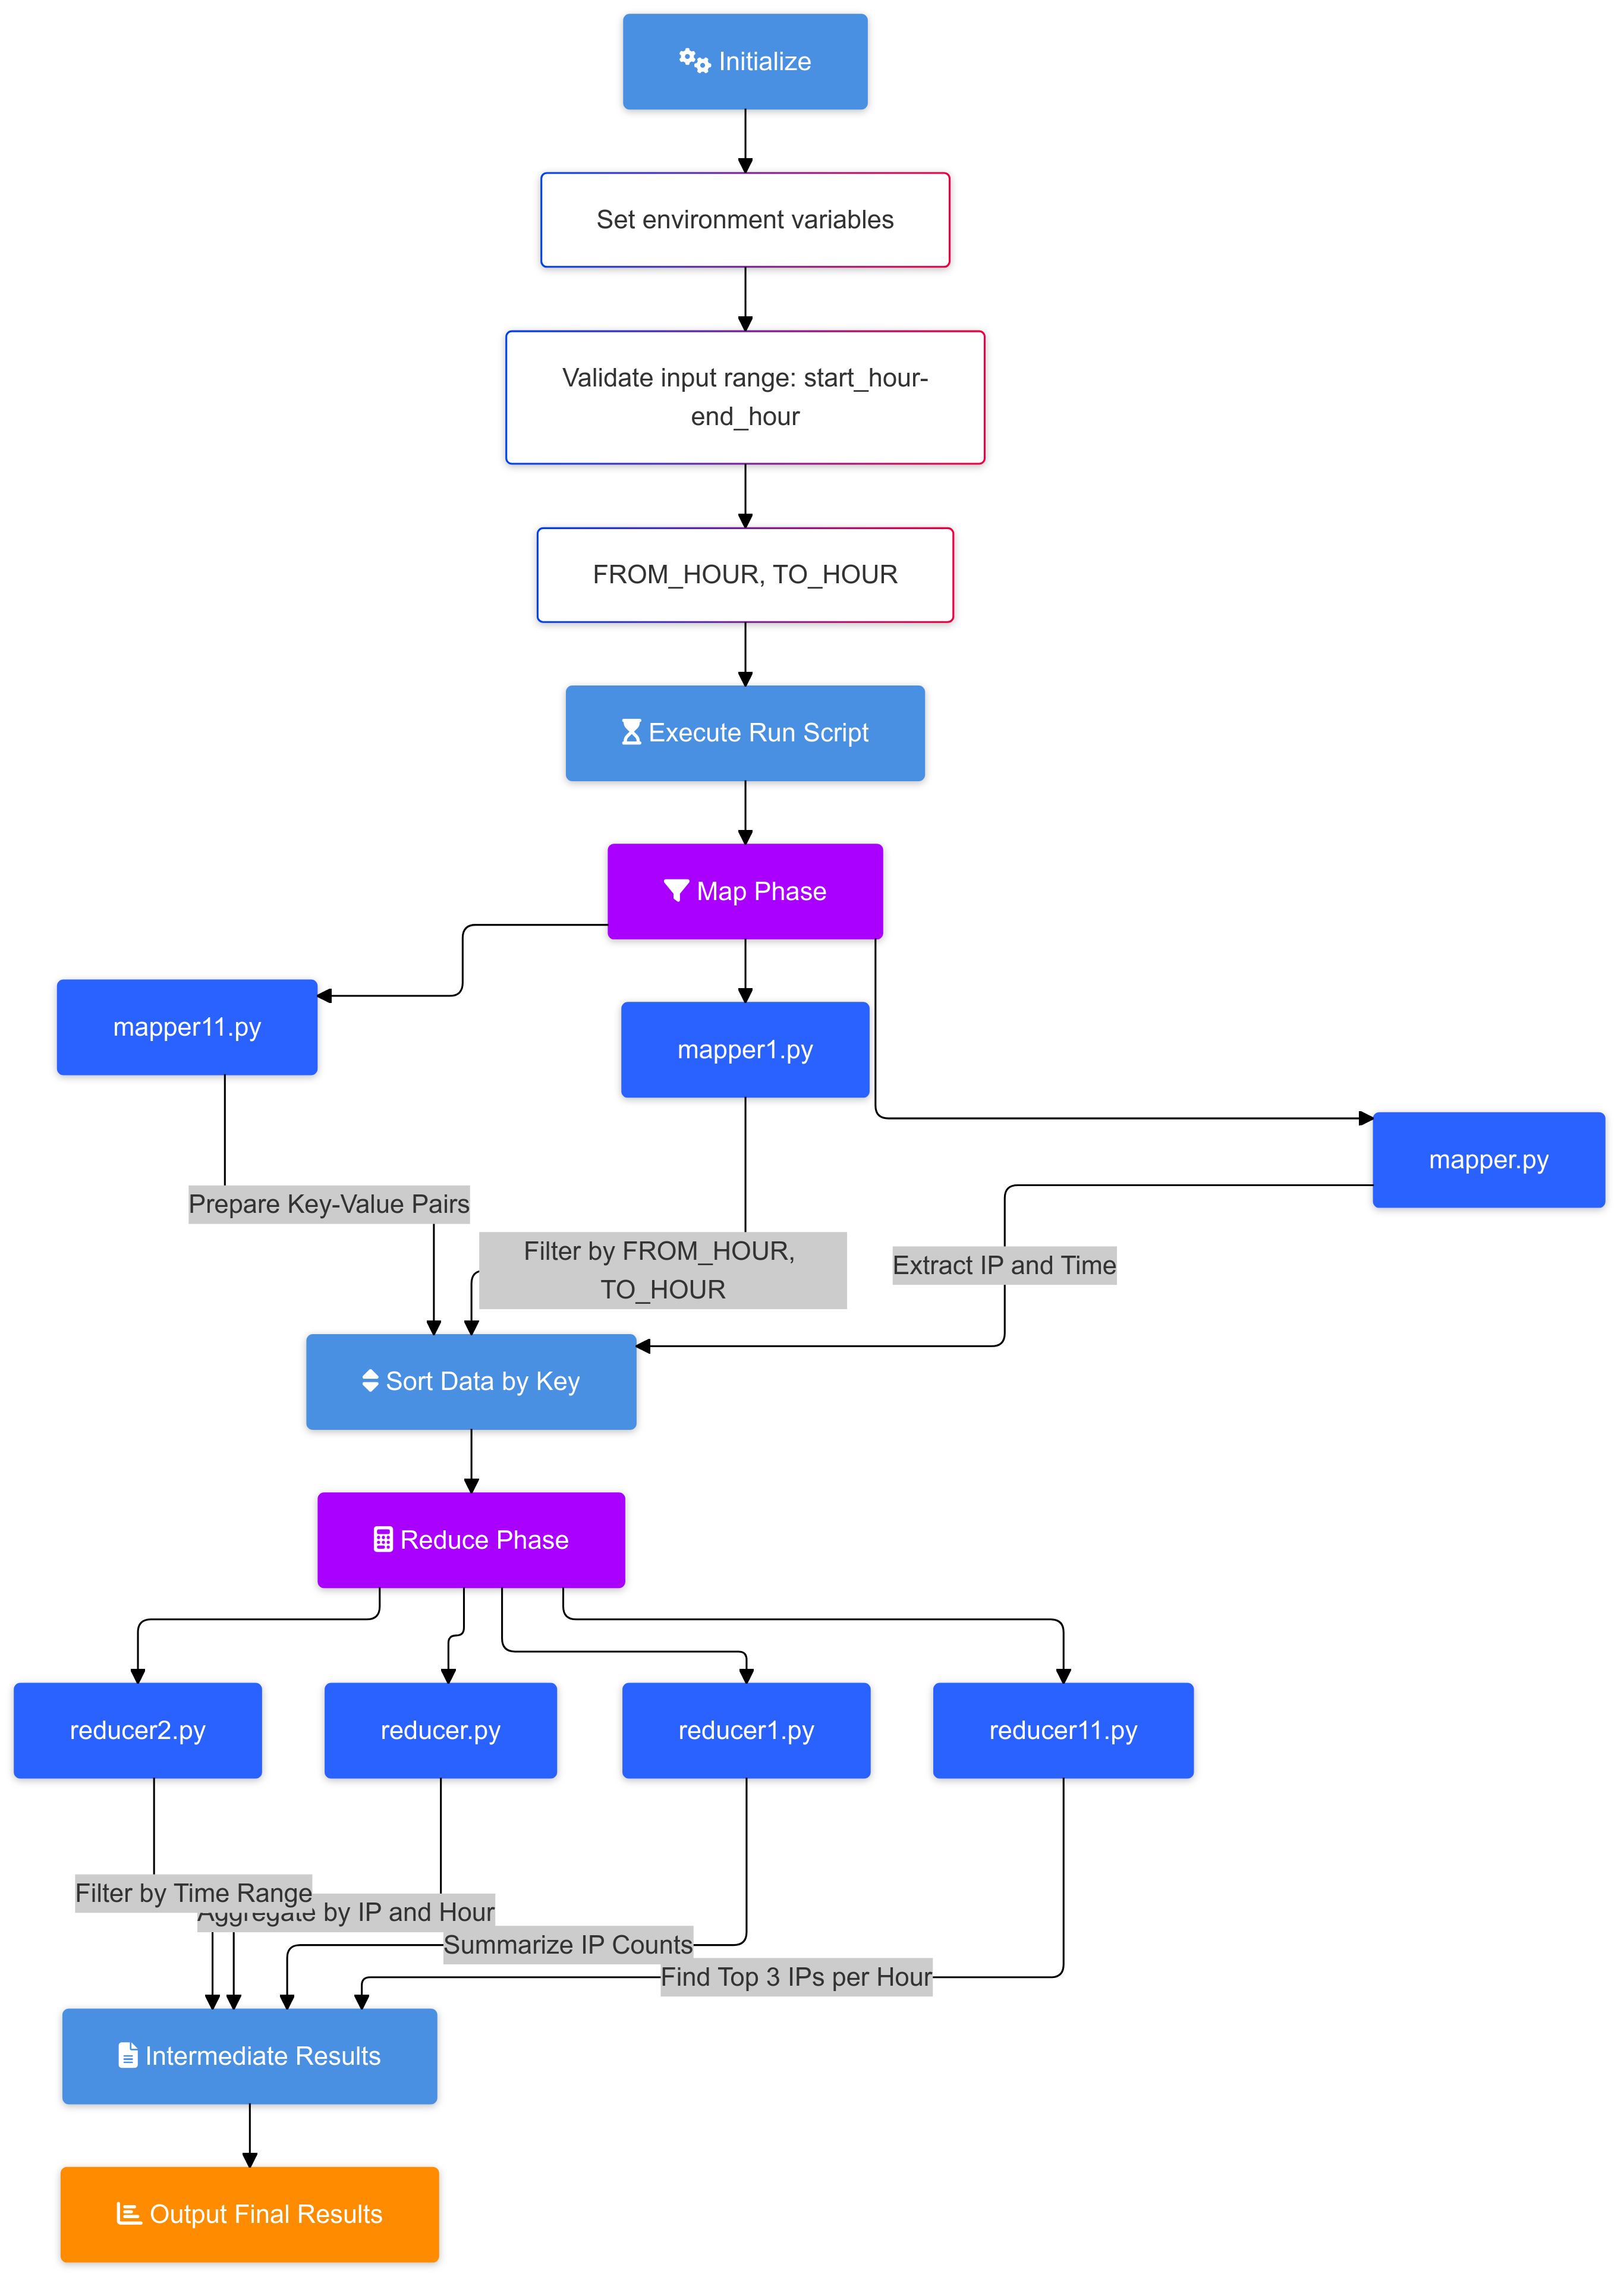 Initialize
Set environment variables
Validate input range: start_hour-
end_hour
FROM_HOUR, TO_HOUR
Execute Run Script
Map Phase
mapper11.py
mapper1.py
mapper.py
Prepare Key-Value Pairs
Filter by FROM_HOUR,
TO_HOUR
Extract IP and Time
Sort Data by Key
Reduce Phase
reducer2.py
reducer.py
reducer1.py
reducer11.py
Filter by Time Range
Aggregate by IP and Hour
Summarize IP Counts
Find Top 3 IPs per Hour
Intermediate Results
Output Final Results